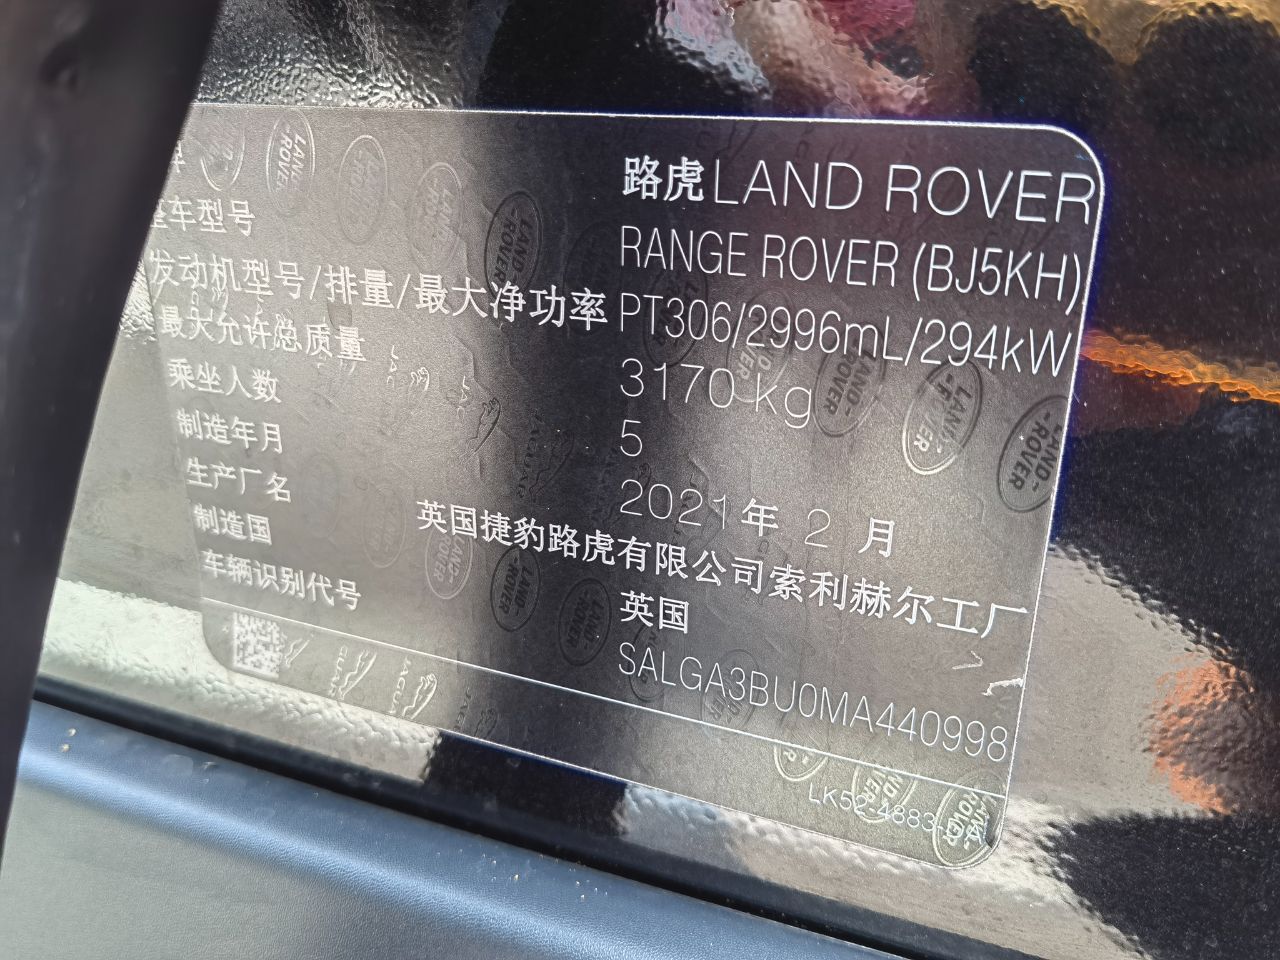 牌 路虎LAND ROVER
整车型号 RANGE ROVER (BJ5KH)
发动机型号/排量/最大净功率 PT306/2996mL/294kW
最大允许总质量 3170 kg
乘坐人数 5
制造年月 2021年 2 月
生产厂名 英国捷豹路虎有限公司索利赫尔工厂
制造国 英国
车辆识别代号 SALGA3BU0MA440998
LK52-4883-